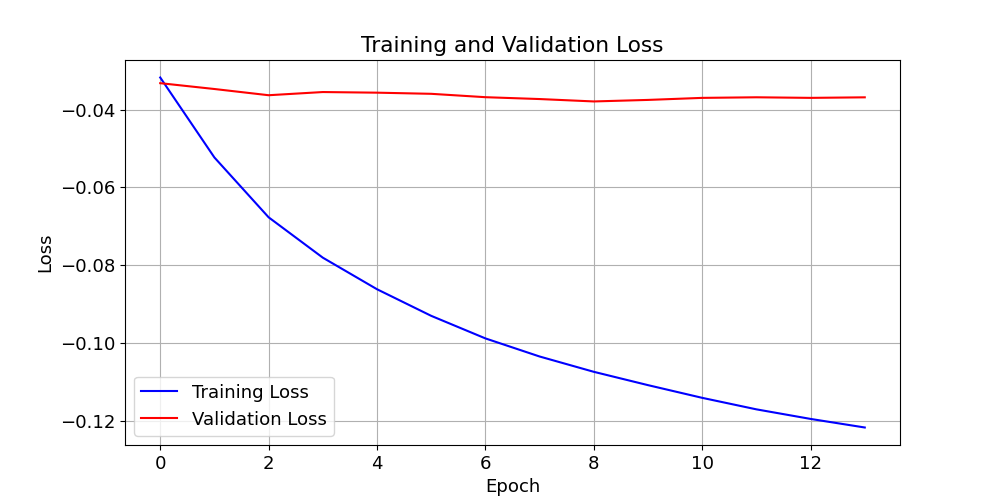 Training and Validation Loss
−0.04
−0.06
−0.08
−0.10
−0.12
Loss
Training Loss
Validation Loss
0 2 4 6 8 10 12
Epoch